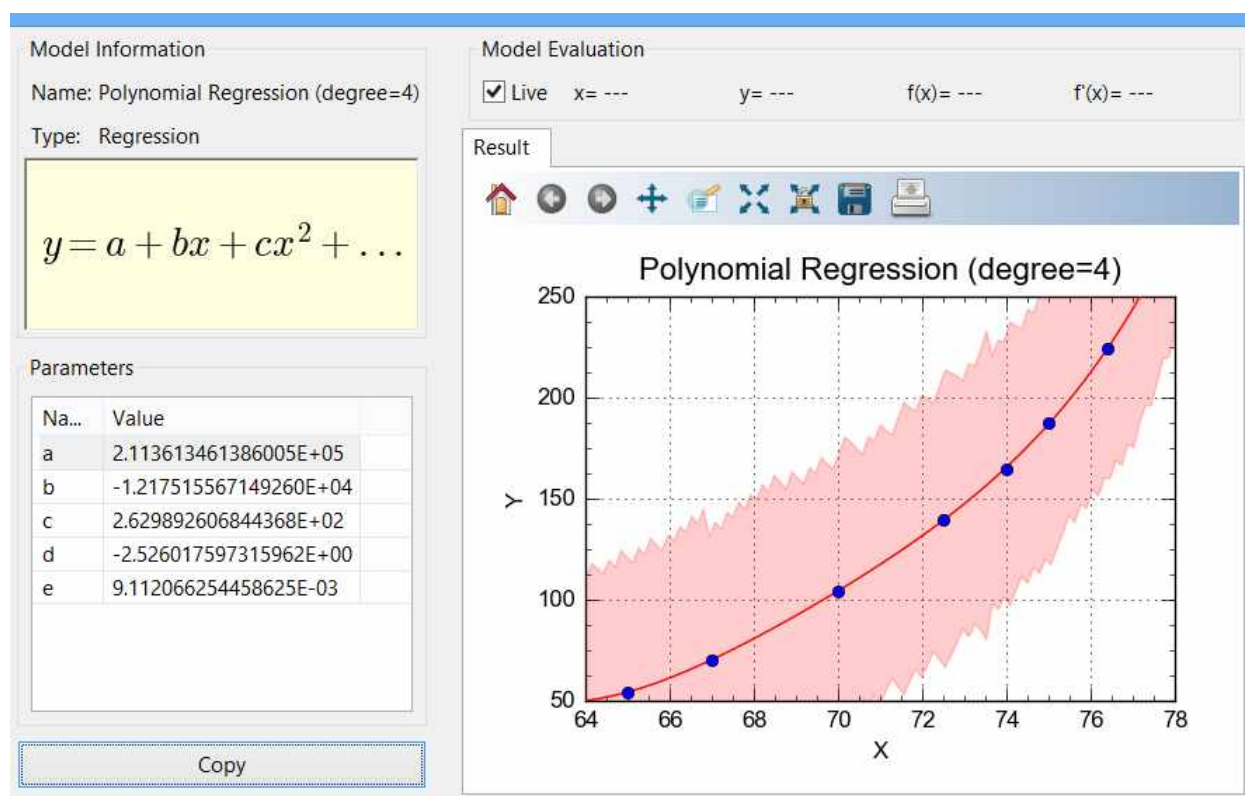 Model Information
Name: Polynomial Regression (degree=4)
Type: Regression
y = a + bx + cx² + ...
Parameters
Na... Value
a 2.113613461386005E+05
b -1.217515567149260E+04
c 2.629892606844368E+02
d -2.526017597315962E+00
e 9.112066254458625E-03
Copy
Model Evaluation
Live x= --- y= --- f(x)= --- f'(x)= ---
Result
Polynomial Regression (degree=4)
250
200
150
100
50
Y
64 66 68 70 72 74 76 78
X